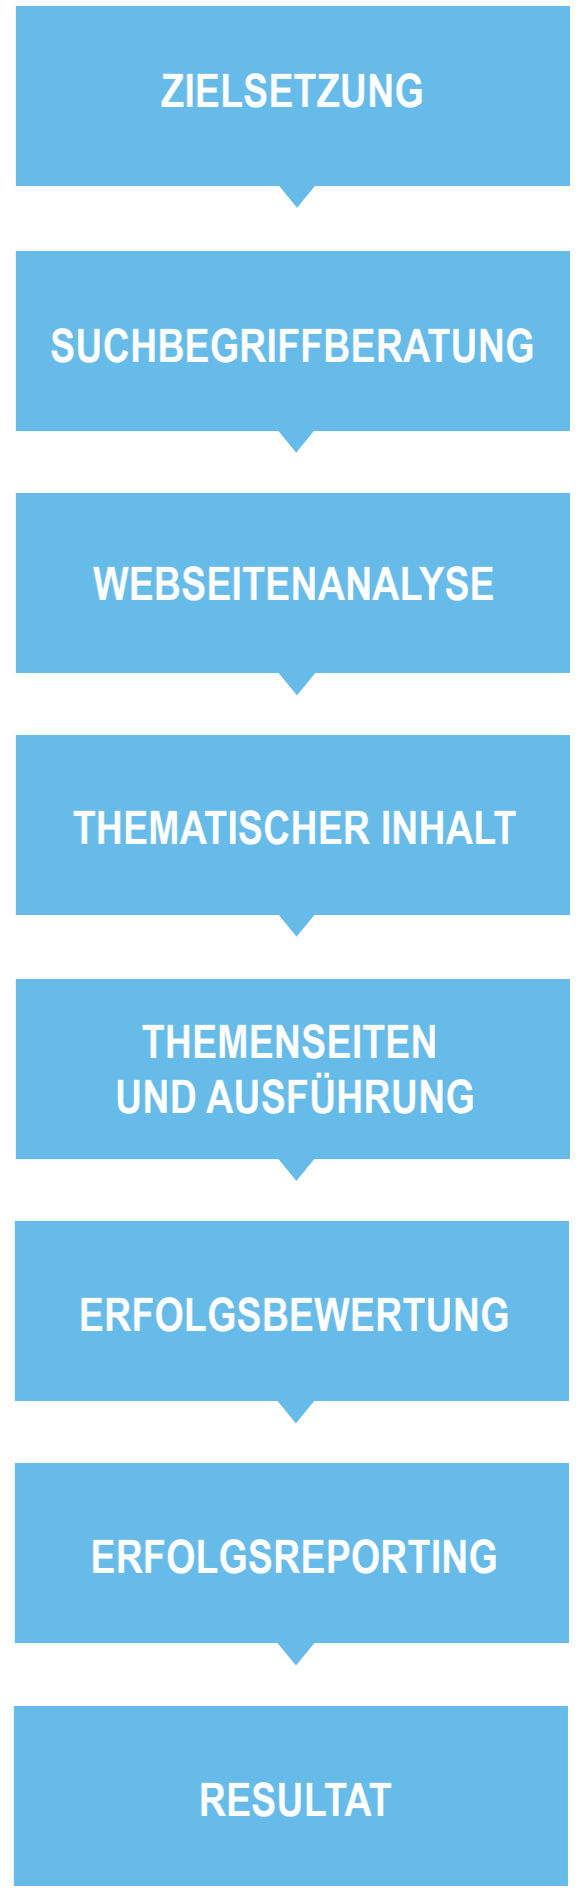 ZIELSETZUNG
SUCHBEGRIFFBERATUNG
WEBSEITENANALYSE
THEMATISCHER INHALT
THEMENSEITEN
UND AUSFÜHRUNG
ERFOLGSBEWERTUNG
ERFOLGSREPORTING
RESULTAT